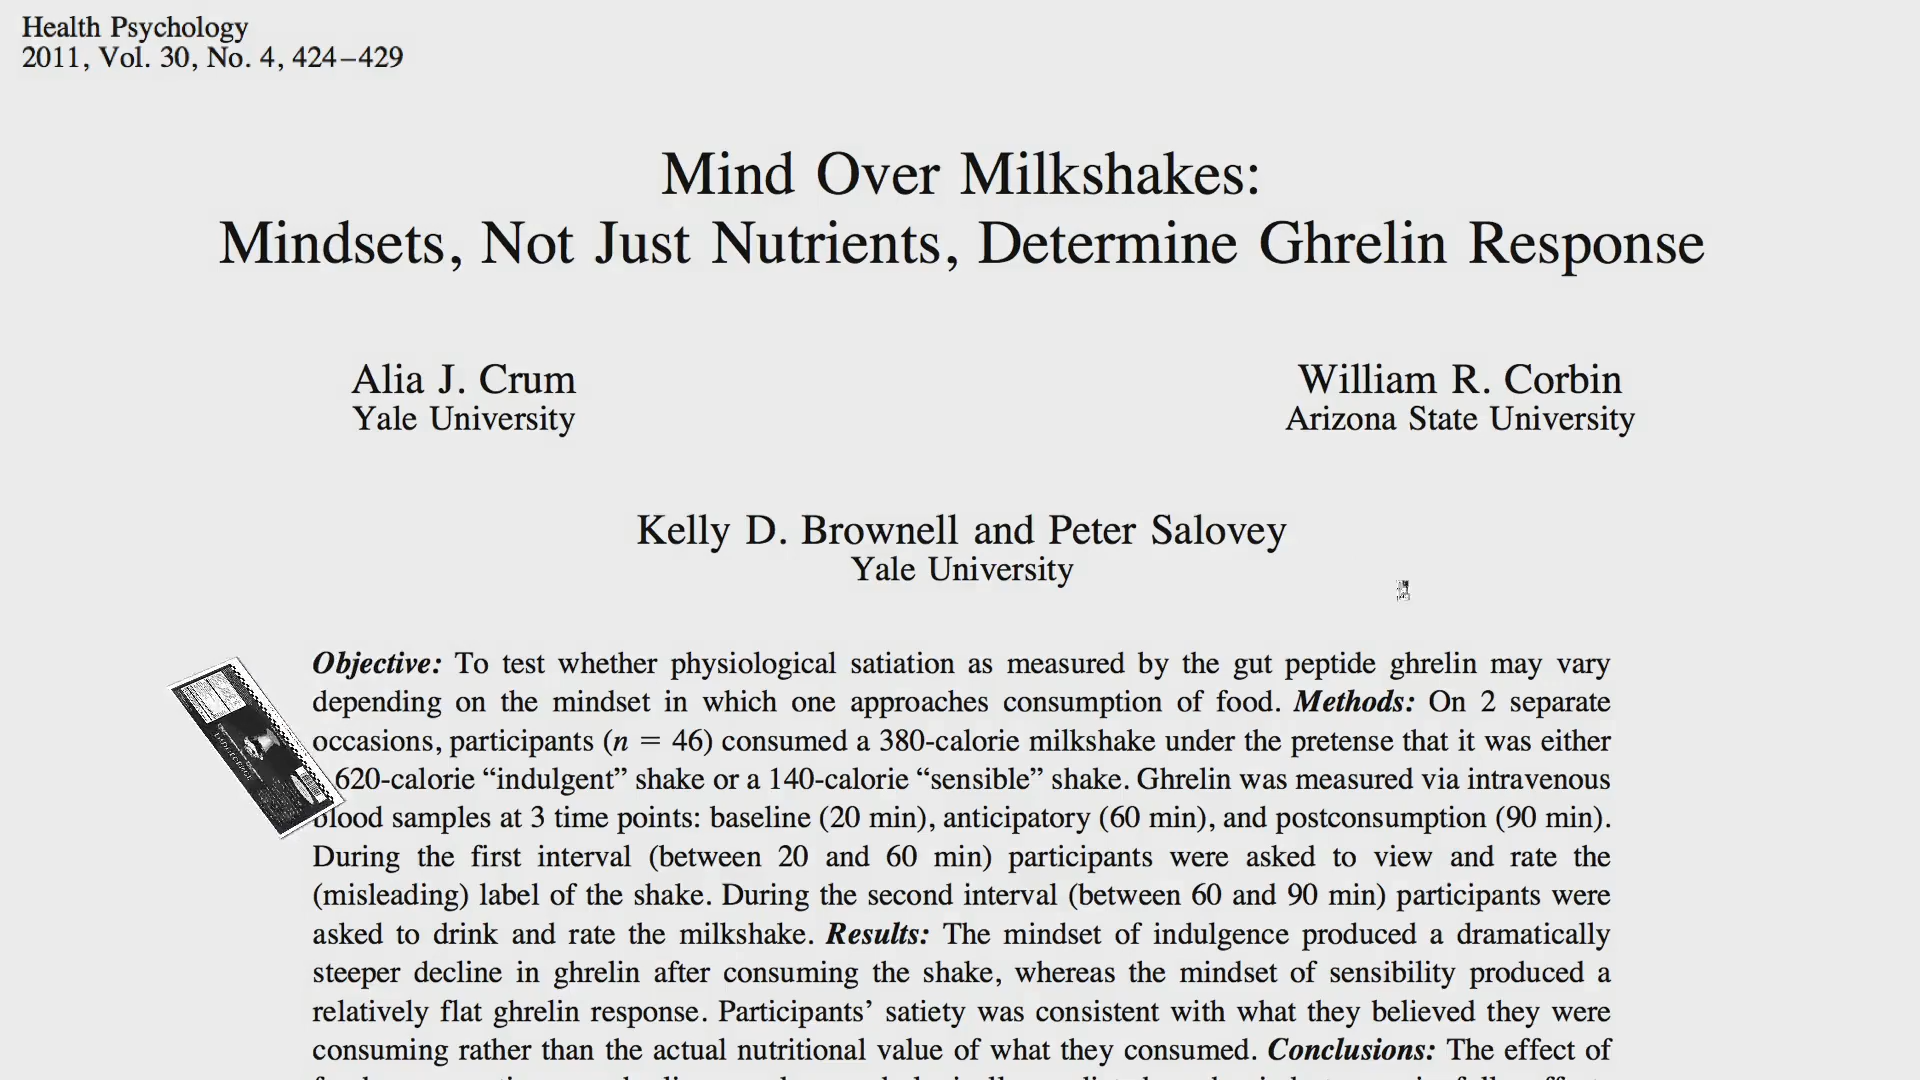 Health Psychology
2011, Vol. 30, No. 4, 424–429
Mind Over Milkshakes:
Mindsets, Not Just Nutrients, Determine Ghrelin Response
Alia J. Crum
Yale University
William R. Corbin
Arizona State University
Kelly D. Brownell and Peter Salovey
Yale University
Objective: To test whether physiological satiation as measured by the gut peptide ghrelin may vary
depending on the mindset in which one approaches consumption of food. Methods: On 2 separate
occasions, participants (n = 46) consumed a 380-calorie milkshake under the pretense that it was either
620-calorie “indulgent” shake or a 140-calorie “sensible” shake. Ghrelin was measured via intravenous
blood samples at 3 time points: baseline (20 min), anticipatory (60 min), and postconsumption (90 min).
During the first interval (between 20 and 60 min) participants were asked to view and rate the
(misleading) label of the shake. During the second interval (between 60 and 90 min) participants were
asked to drink and rate the milkshake. Results: The mindset of indulgence produced a dramatically
steeper decline in ghrelin after consuming the shake, whereas the mindset of sensibility produced a
relatively flat ghrelin response. Participants’ satiety was consistent with what they believed they were
consuming rather than the actual nutritional value of what they consumed. Conclusions: The effect of